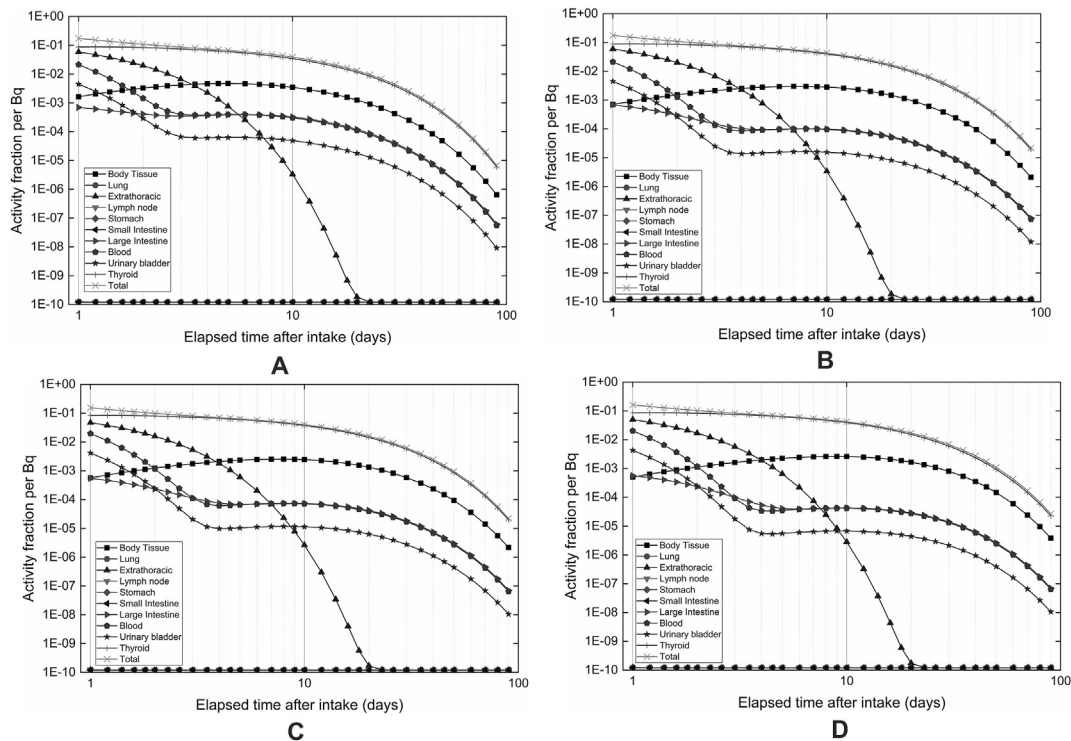 1E+00
1E-01
1E-02
1E-03
1E-04
1E-05
1E-06
1E-07
1E-08
1E-09
1E-10
Activity fraction per Bq
Body Tissue
Lung
Extrathoracic
Lymph node
Stomach
Small Intestine
Large Intestine
Blood
Urinary bladder
Thyroid
Total
1 10 100
Elapsed time after intake (days)
A
1E+00
1E-01
1E-02
1E-03
1E-04
1E-05
1E-06
1E-07
1E-08
1E-09
1E-10
Activity fraction per Bq
Body Tissue
Lung
Extrathoracic
Lymph node
Stomach
Small Intestine
Large Intestine
Blood
Urinary bladder
Thyroid
Total
1 10 100
Elapsed time after intake (days)
B
1E+00
1E-01
1E-02
1E-03
1E-04
1E-05
1E-06
1E-07
1E-08
1E-09
1E-10
Activity fraction per Bq
Body Tissue
Lung
Extrathoracic
Lymph node
Stomach
Small Intestine
Large Intestine
Blood
Urinary bladder
Thyroid
Total
1 10 100
Elapsed time after intake (days)
C
1E+00
1E-01
1E-02
1E-03
1E-04
1E-05
1E-06
1E-07
1E-08
1E-09
1E-10
Activity fraction per Bq
Body Tissue
Lung
Extrathoracic
Lymph node
Stomach
Small Intestine
Large Intestine
Blood
Urinary bladder
Thyroid
Total
1 10 100
Elapsed time after intake (days)
D